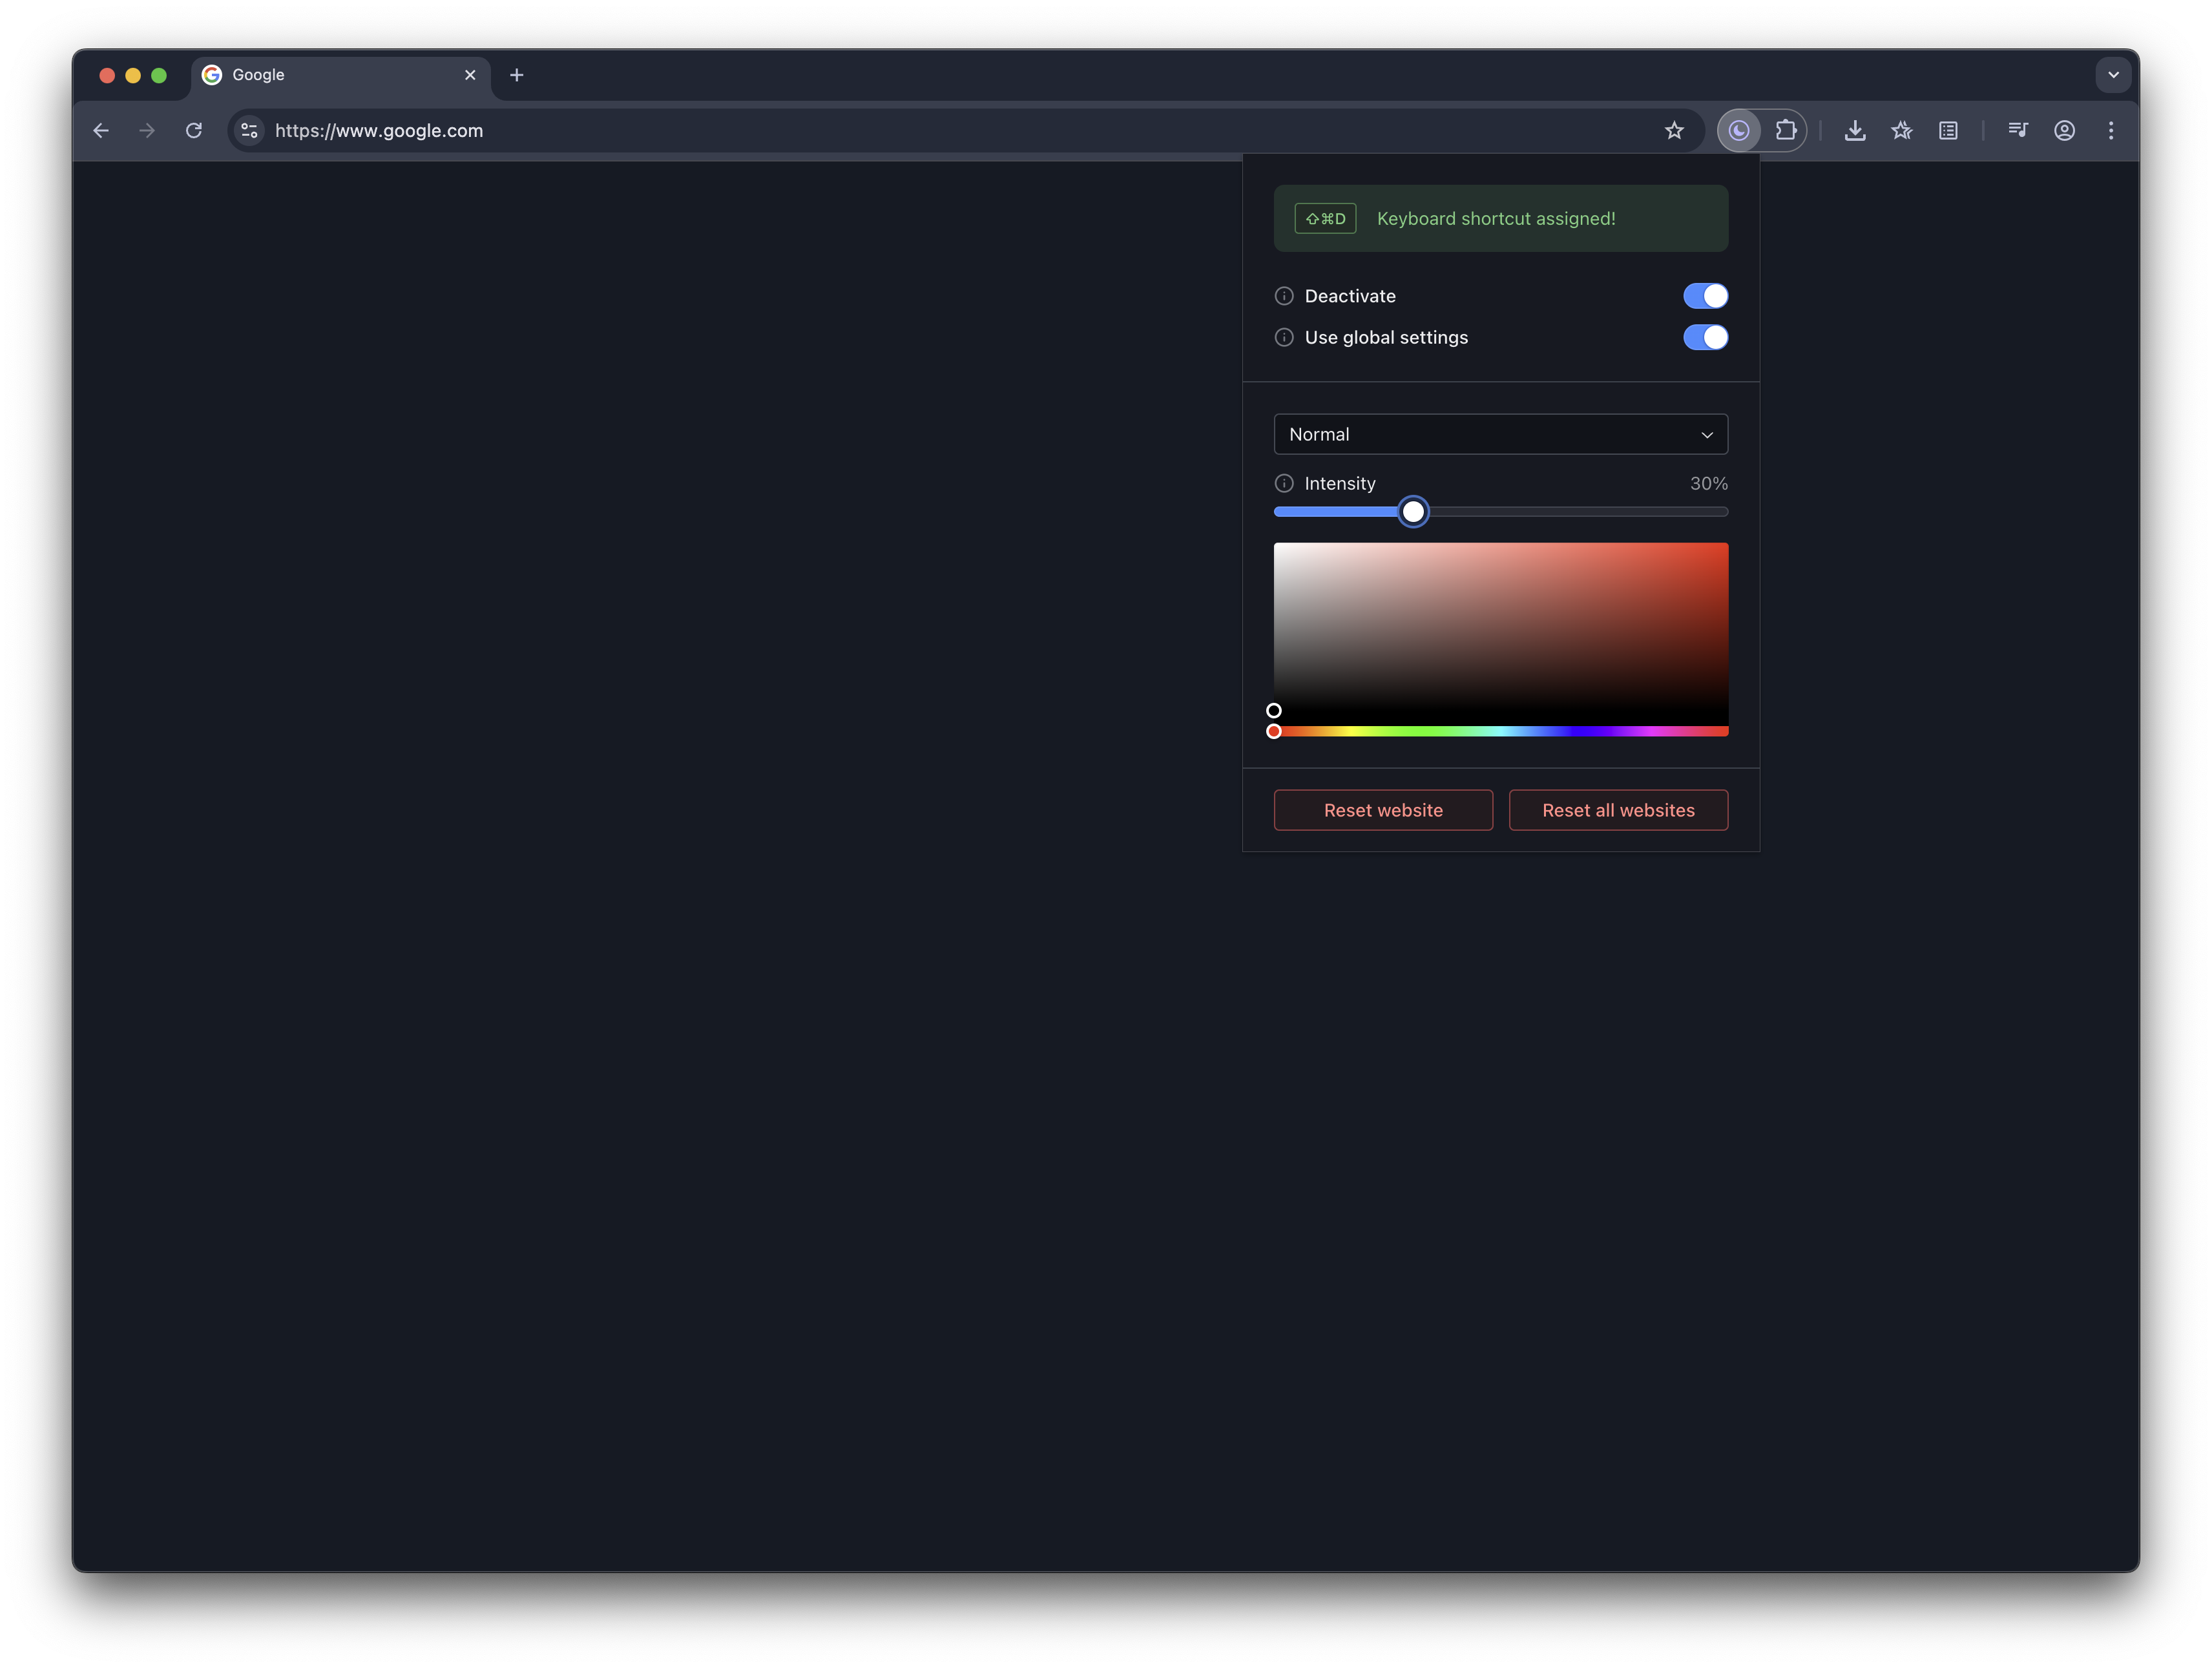 Google
https://www.google.com
⇧⌘D Keyboard shortcut assigned!
Deactivate
Use global settings
Normal
Intensity 30%
Reset website Reset all websites